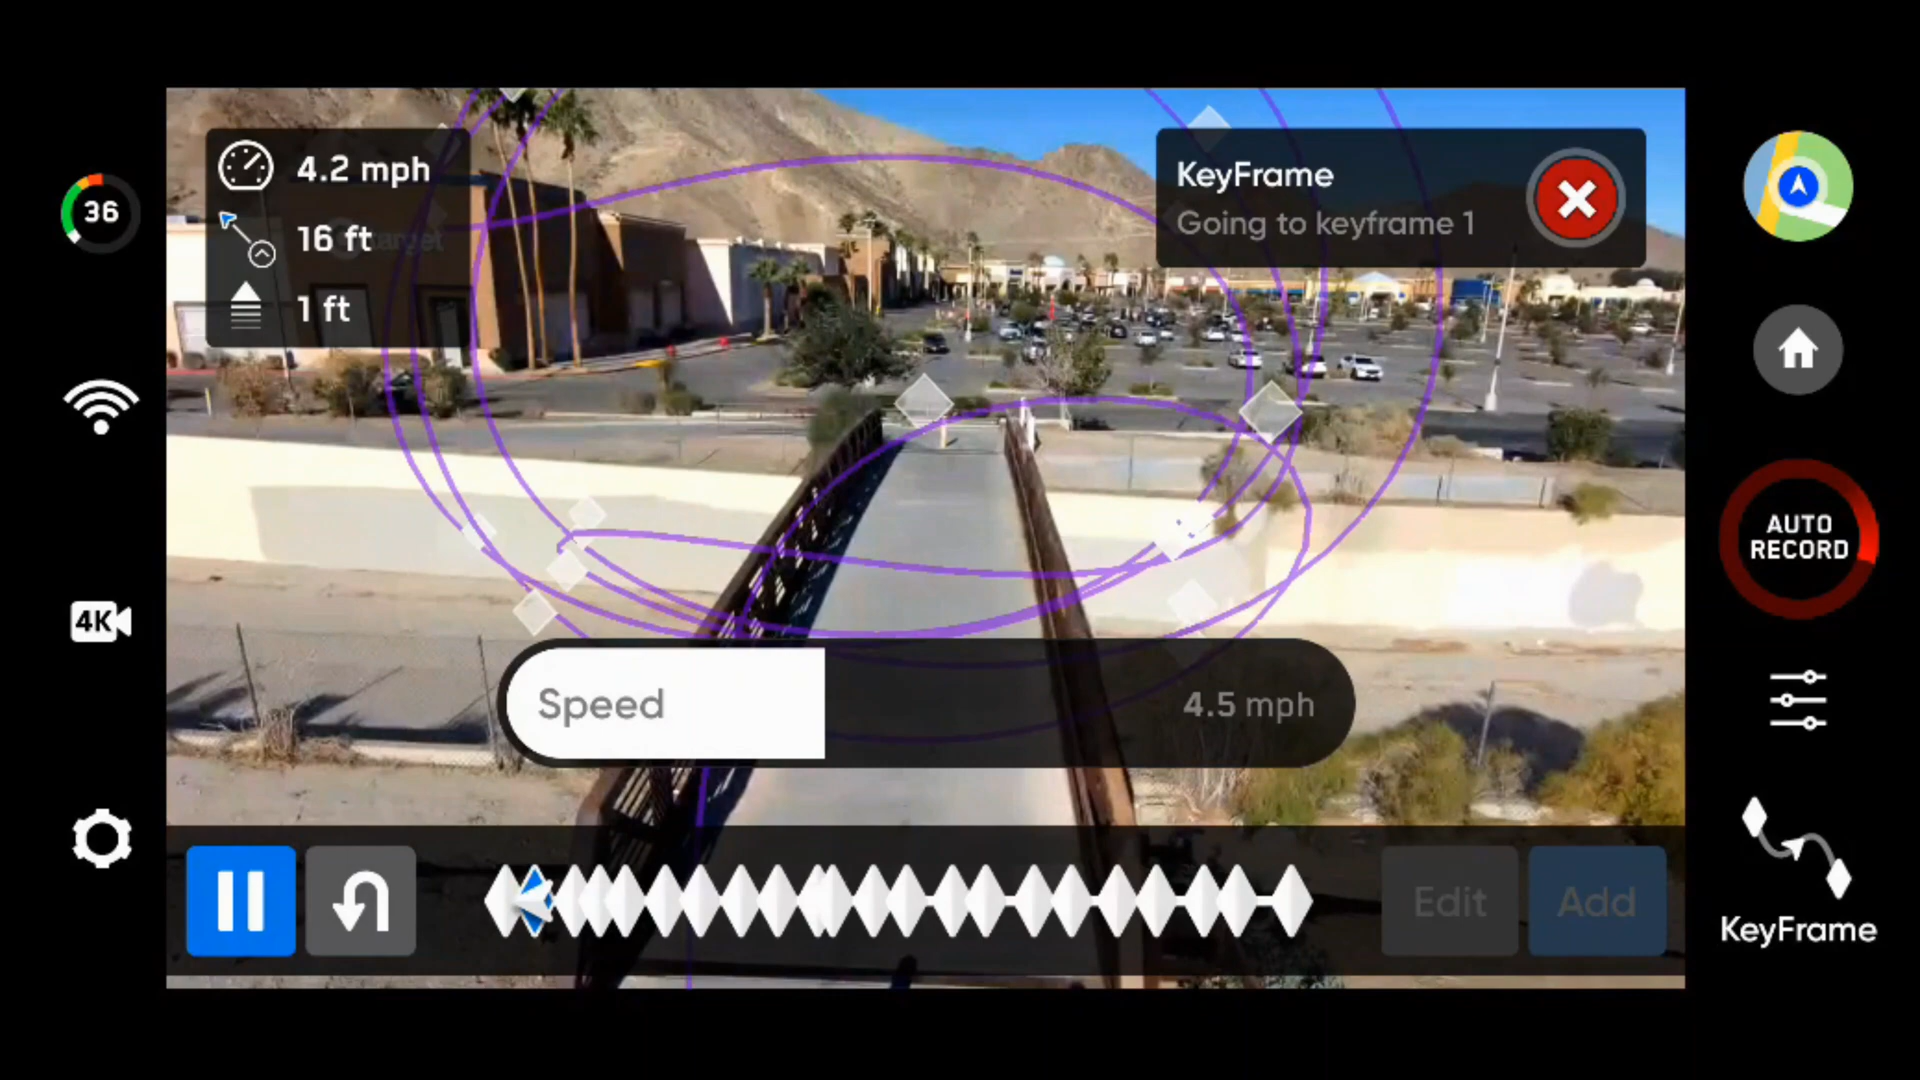 36
4K
4.2 mph
16 ft
target
1 ft
KeyFrame
Going to keyframe 1
Speed
4.5 mph
Edit
Add
AUTO
RECORD
KeyFrame